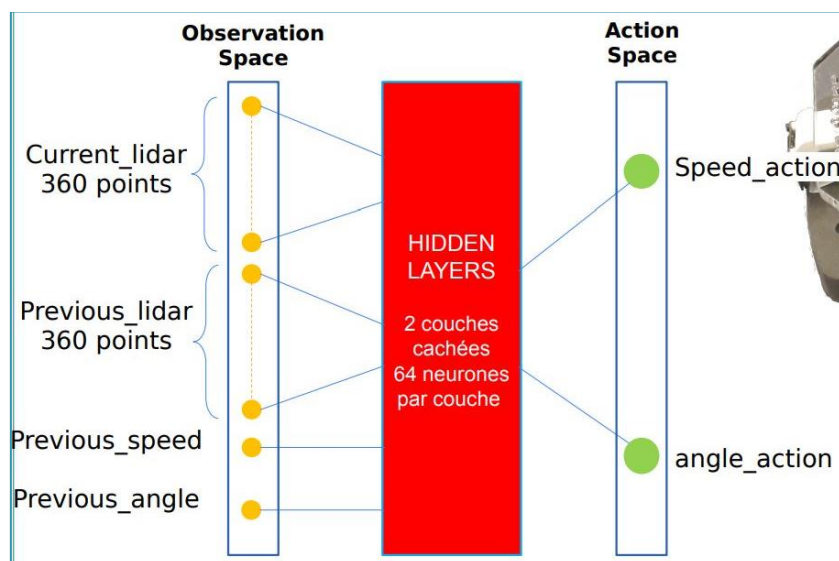 Observation
Space
Action
Space
Current_lidar
360 points
Speed_action
HIDDEN
LAYERS
Previous_lidar
360 points
2 couches
cachées
64 neurones
par couche
Previous_speed
angle_action
Previous_angle